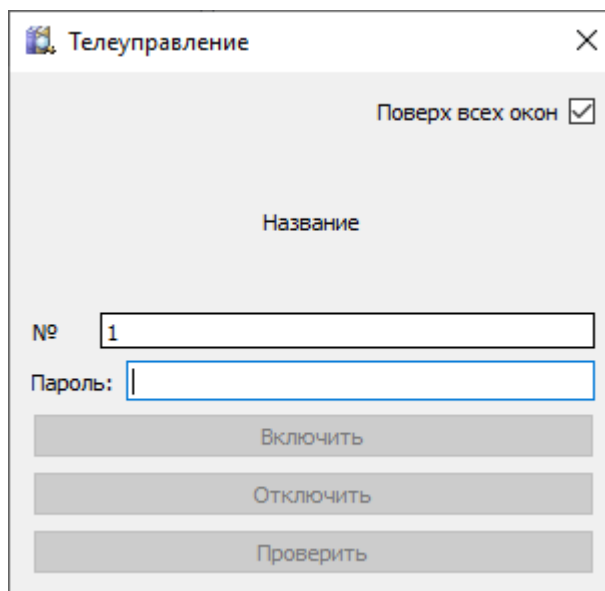 Телеуправление
Поверх всех окон
Название
№ 1
Пароль:
Включить
Отключить
Проверить